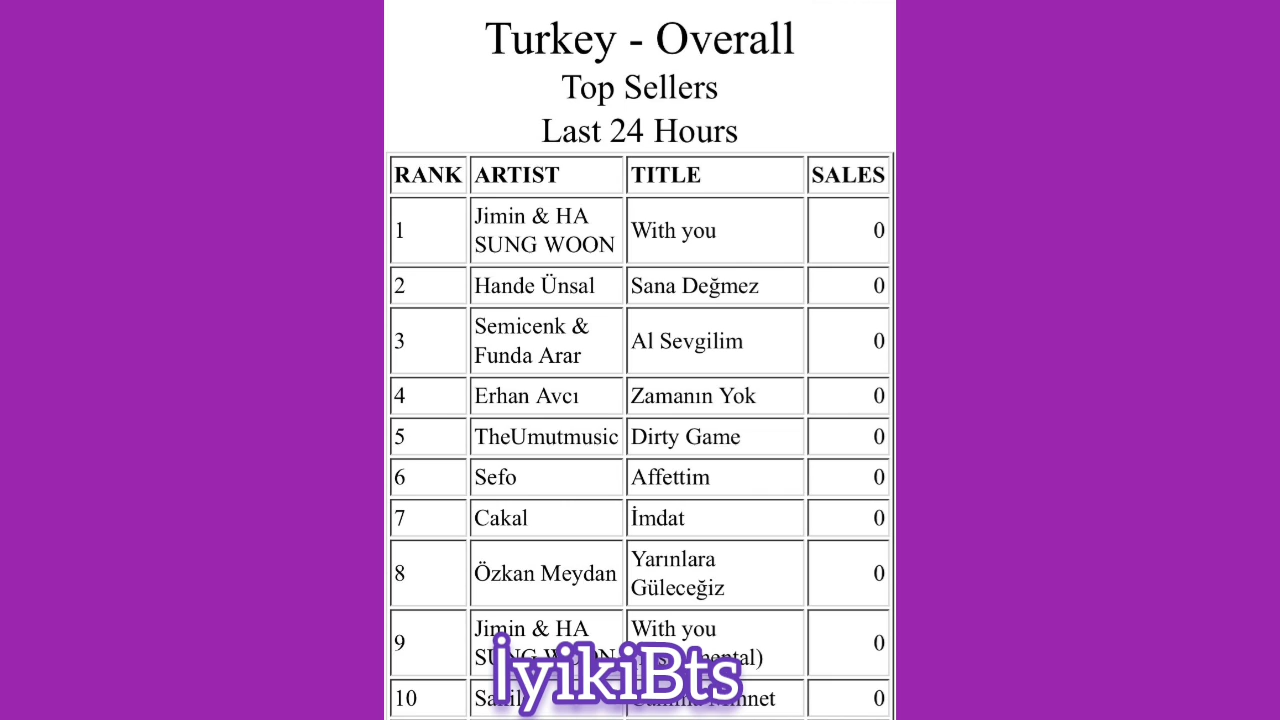 Turkey - Overall
Top Sellers
Last 24 Hours
RANK ARTIST TITLE SALES
1 Jimin & HA SUNG WOON With you 0
2 Hande Ünsal Sana Değmez 0
3 Semicenk & Funda Arar Al Sevgilim 0
4 Erhan Avcı Zamanın Yok 0
5 TheUmutmusic Dirty Game 0
6 Sefo Affettim 0
7 Cakal İmdat 0
8 Özkan Meydan Yarınlara Güleceğiz 0
9 Jimin & HA With you 0
10 0
İyikiBts